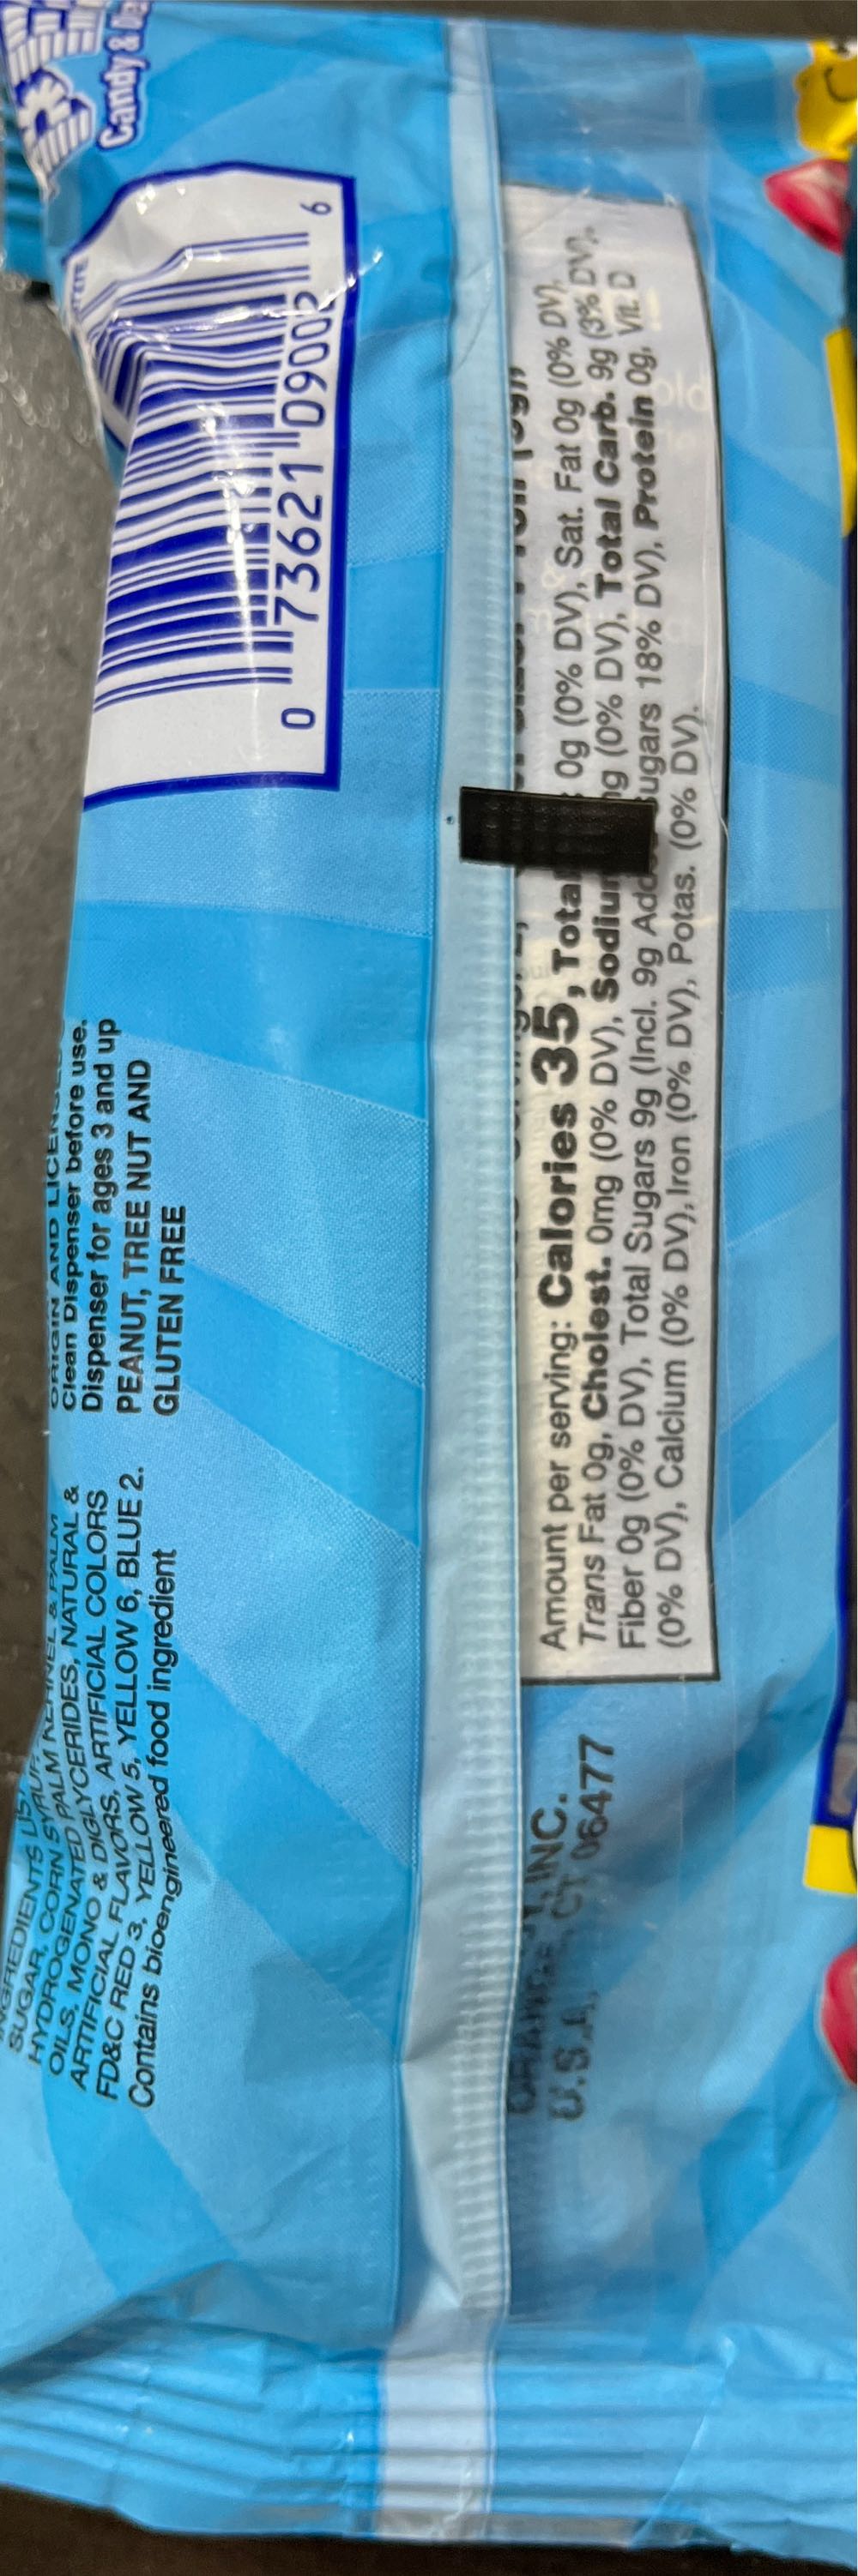 Candy &
INGREDIENTS
SUGAR, CORN SYRUP,
HYDROGENATED PALM KERNEL & PALM
OILS, MONO & DIGLYCERIDES, NATURAL &
ARTIFICIAL FLAVORS, ARTIFICIAL COLORS
FD&C RED 3, YELLOW 5, YELLOW 6, BLUE 2.
Contains bioengineered food ingredient
ORIGIN AND
Clean Dispenser before use.
Dispenser for ages 3 and up
PEANUT, TREE NUT AND
GLUTEN FREE
0 73621 09005 6
INC.
U.S.A., CT 06477
Amount per serving: Calories 35, Total 0g (0% DV), Sat. Fat 0g (0% DV),
Trans Fat 0g, Cholest. 0mg (0% DV), Sodium (0% DV), Total Carb. 9g (3% DV),
Fiber 0g (0% DV), Total Sugars 9g (Incl. 9g Added Sugars 18% DV), Protein 0g, Vit. D
(0% DV), Calcium (0% DV), Iron (0% DV), Potas. (0% DV).